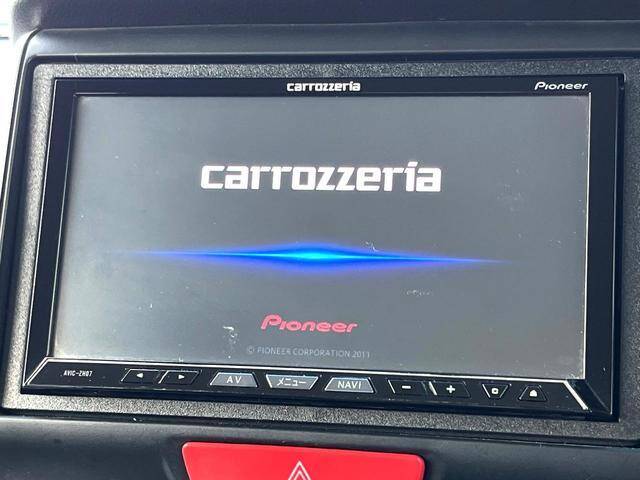 carrozzeria
Pioneer
carrozzeria
Pioneer
© PIONEER CORPORATION 2011
AVIC-ZH07
AV
メニュー
NAVI